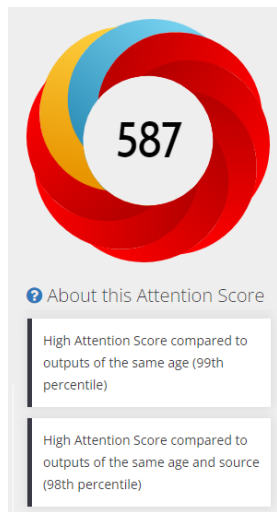 587
? About this Attention Score
High Attention Score compared to
outputs of the same age (99th
percentile)
High Attention Score compared to
outputs of the same age and source
(98th percentile)